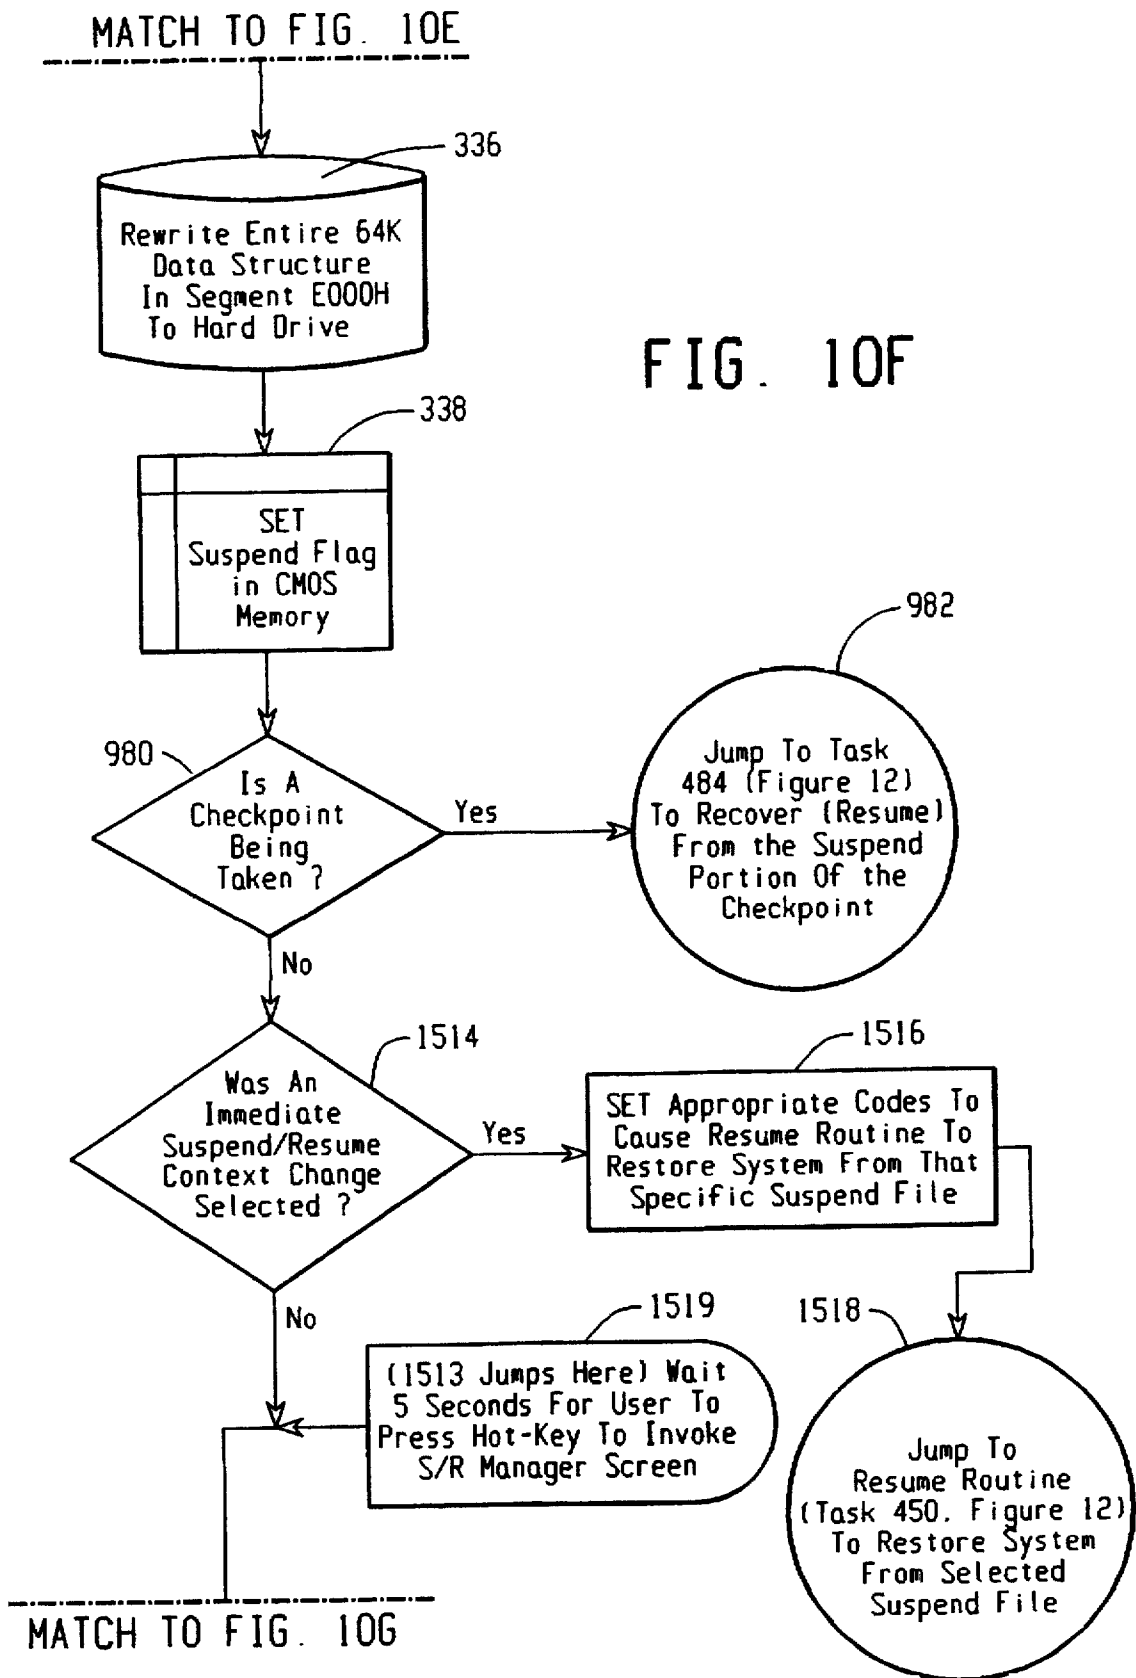 MATCH TO FIG. 10E
336
Rewrite Entire 64K
Data Structure
In Segment E000H
To Hard Drive
FIG. 10F
338
SET
Suspend Flag
in CMOS
Memory
982
980
Is A
Checkpoint
Being
Taken ?
Yes
Jump To Task
484 (Figure 12)
To Recover (Resume)
From the Suspend
Portion Of the
Checkpoint
No
1514
Was An
Immediate
Suspend/Resume
Context Change
Selected ?
Yes
1516
SET Appropriate Codes To
Cause Resume Routine To
Restore System From That
Specific Suspend File
No
1519
(1513 Jumps Here) Wait
5 Seconds For User To
Press Hot-Key To Invoke
S/R Manager Screen
1518
Jump To
Resume Routine
(Task 450. Figure 12)
To Restore System
From Selected
Suspend File
MATCH TO FIG. 10G